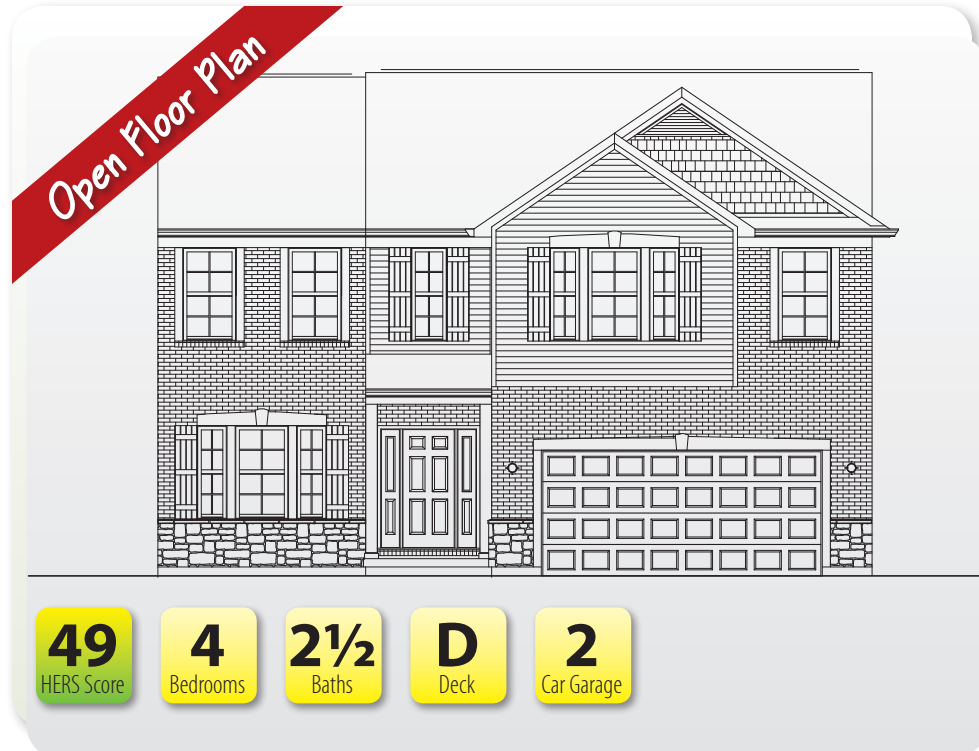 Open Floor Plan
49
HERS Score
4
Bedrooms
2½
Baths
D
Deck
2
Car Garage